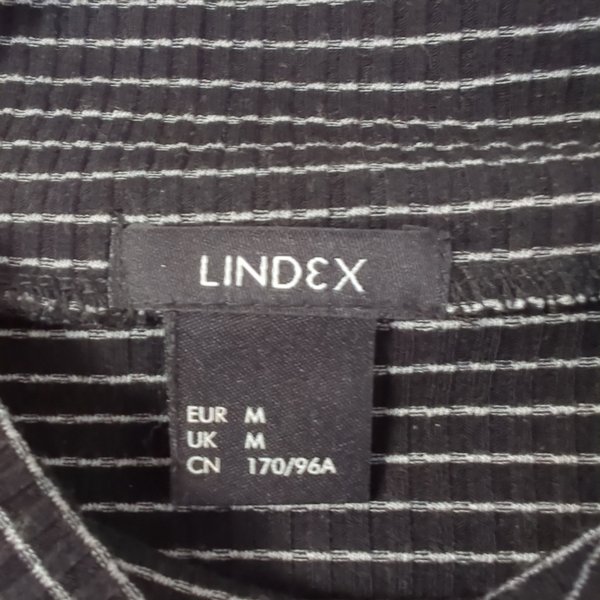 LINDEX
EUR M
UK M
CN 170/96A